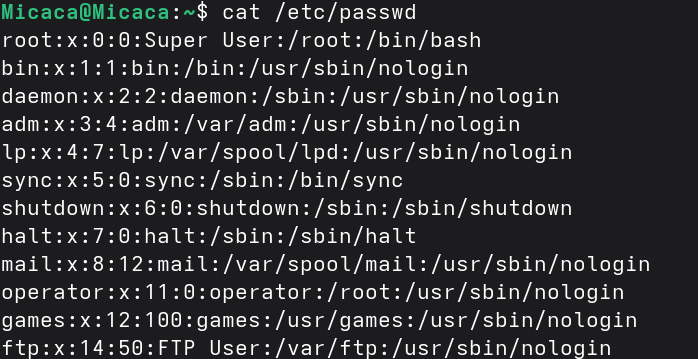 Micaca@Micaca:~$ cat /etc/passwd
root:x:0:0:Super User:/root:/bin/bash
bin:x:1:1:bin:/bin:/usr/sbin/nologin
daemon:x:2:2:daemon:/sbin:/usr/sbin/nologin
adm:x:3:4:adm:/var/adm:/usr/sbin/nologin
lp:x:4:7:lp:/var/spool/lpd:/usr/sbin/nologin
sync:x:5:0:sync:/sbin:/bin/sync
shutdown:x:6:0:shutdown:/sbin:/sbin/shutdown
halt:x:7:0:halt:/sbin:/sbin/halt
mail:x:8:12:mail:/var/spool/mail:/usr/sbin/nologin
operator:x:11:0:operator:/root:/usr/sbin/nologin
games:x:12:100:games:/usr/games:/usr/sbin/nologin
ftp:x:14:50:FTP User:/var/ftp:/usr/sbin/nologin